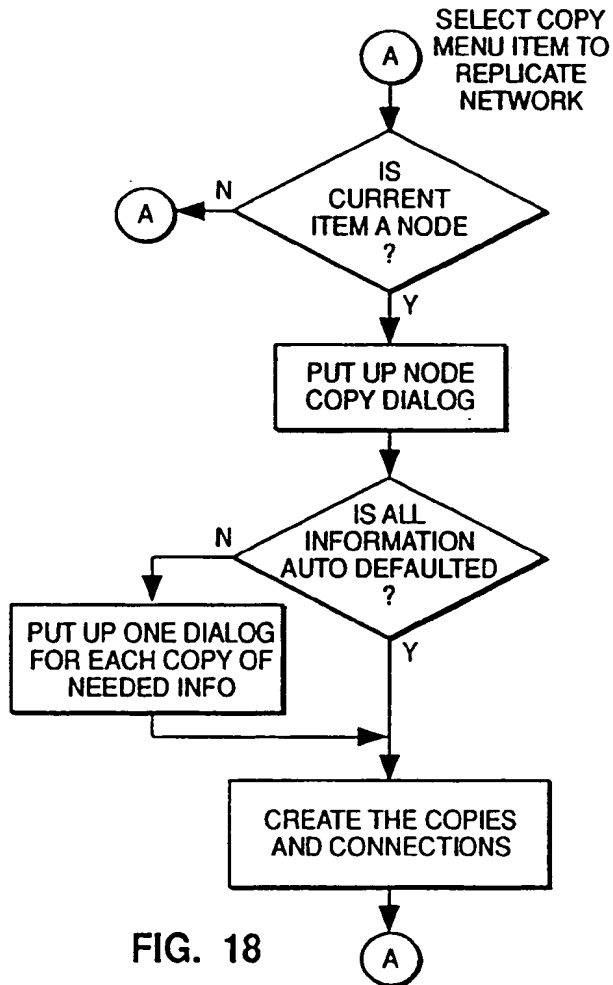 SELECT COPY
MENU ITEM TO
REPLICATE
NETWORK
A
IS
CURRENT
ITEM A NODE
?
N
A
Y
PUT UP NODE
COPY DIALOG
IS ALL
INFORMATION
AUTO DEFAULTED
?
N
PUT UP ONE DIALOG
FOR EACH COPY OF
NEEDED INFO
Y
CREATE THE COPIES
AND CONNECTIONS
A
FIG. 18